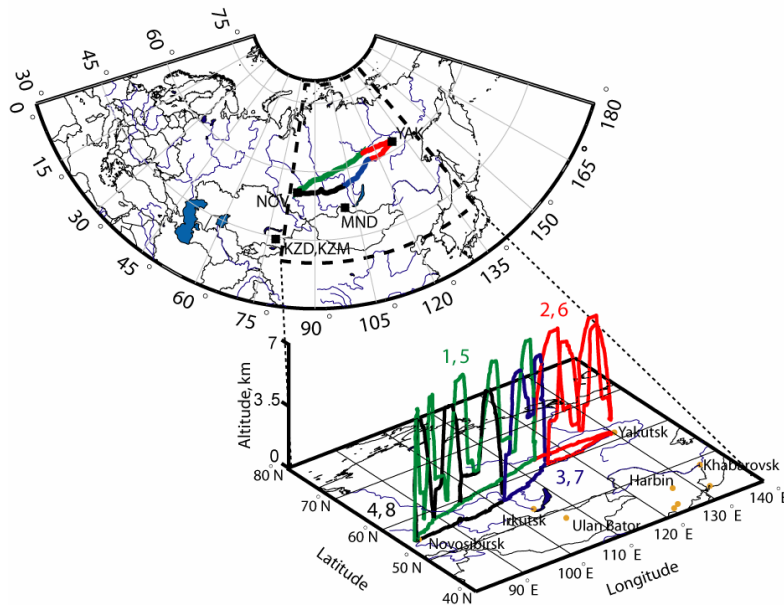 75
60
45
30
0
15
30
45
60
75
90
105
120
135
150
165
180
YAK
NOV
MND
KZD,KZM
7
3.5
0
Altitude, km
1,5
2,6
3,7
4,8
80 N
70 N
60 N
50 N
40 N
Latitude
90 °E
100 °E
110 °E
120 °E
130 °E
140 °E
Longitude
Yakutsk
Khabarovsk
Harbin
Irkutsk
Ulan Bator
Novosibirsk